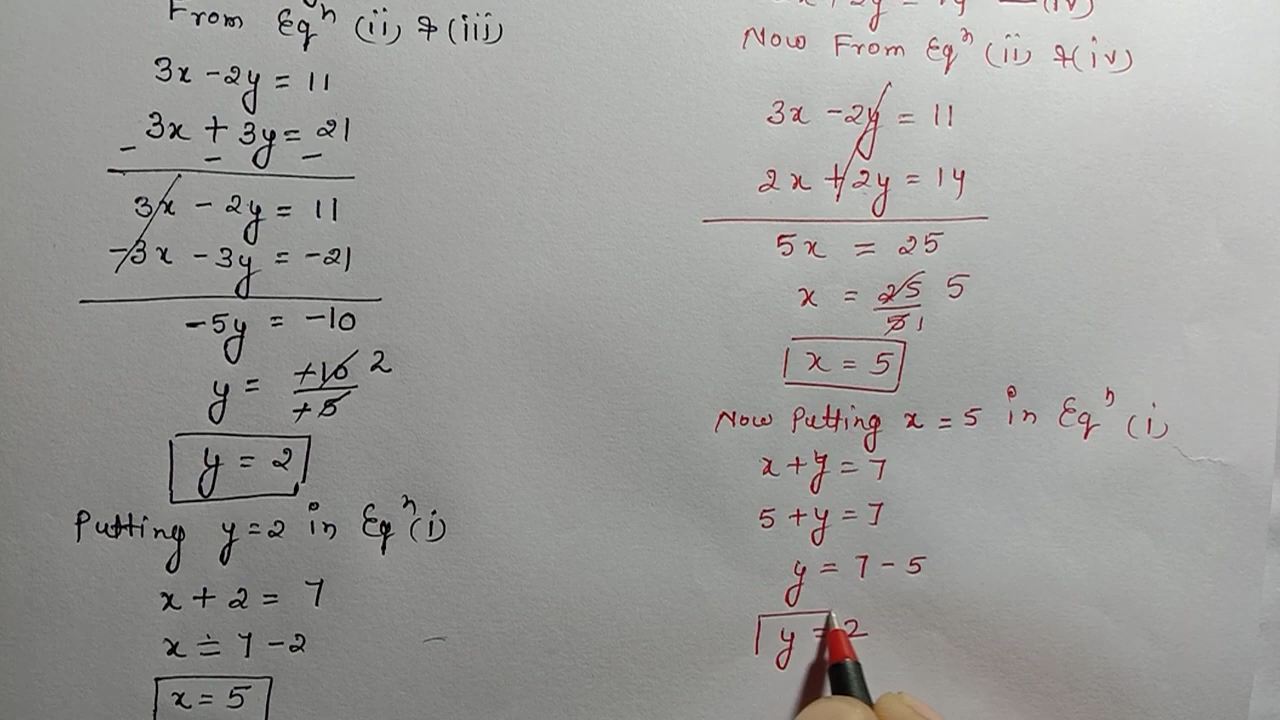 From Eqⁿ (ii) & (iii)
3x - 2y = 11
3x + 3y = 21
- - -
3x - 2y = 11
-3x - 3y = -21
-5y = -10
y = +10/+5 2
y = 2
Putting y=2 in Eqⁿ(i)
x + 2 = 7
x = 7 - 2
x = 5
(iv)
Now From Eqⁿ (ii) & (iv)
3x - 2y = 11
2x + 2y = 14
5x = 25
x = 25/5 5 1
x = 5
Now Putting x = 5 in Eqⁿ (i)
x + y = 7
5 + y = 7
y = 7 - 5
y = 2